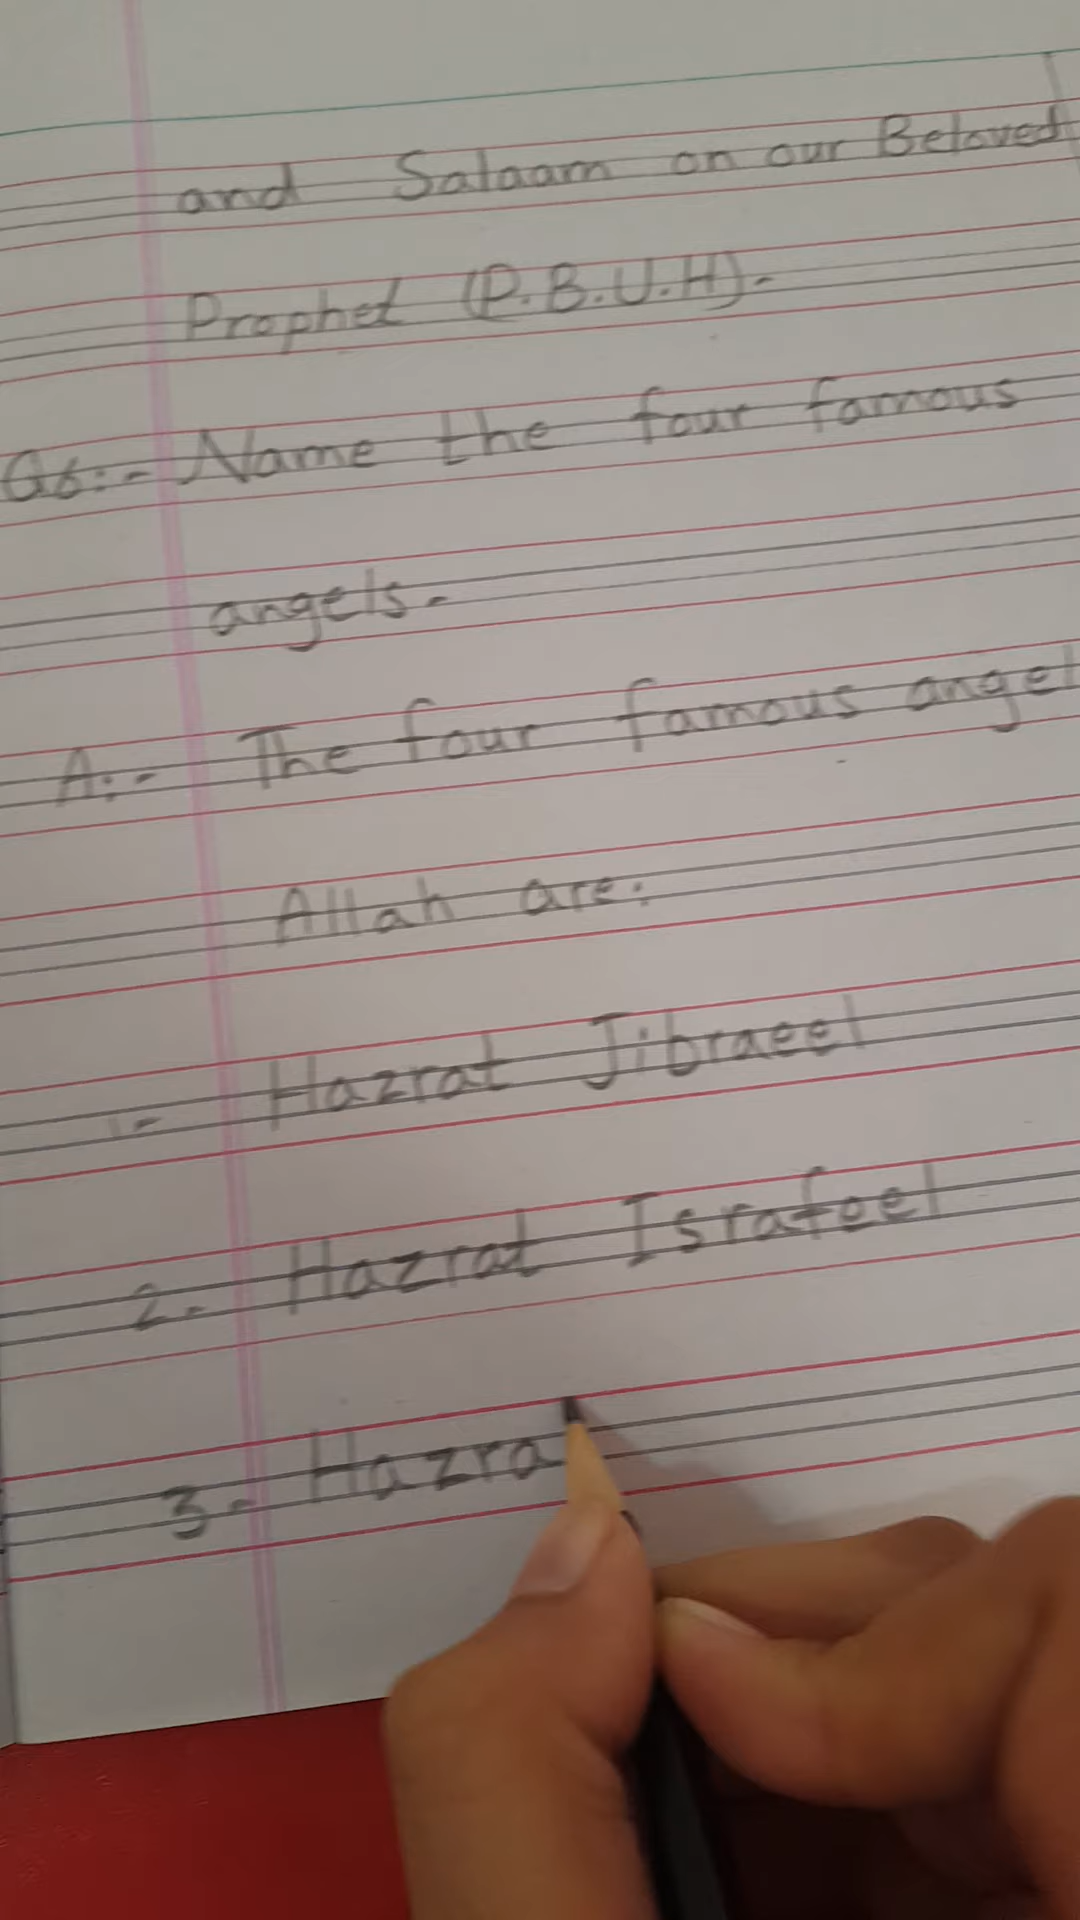 and Salaam on our Beloved
Prophet (P.B.U.H).
Q6:- Name the four famous
angels.
A:- The four famous angel
Allah are:
1- Hazrat Jibraeel
2. Hazrat Israfeel
3. Hazra